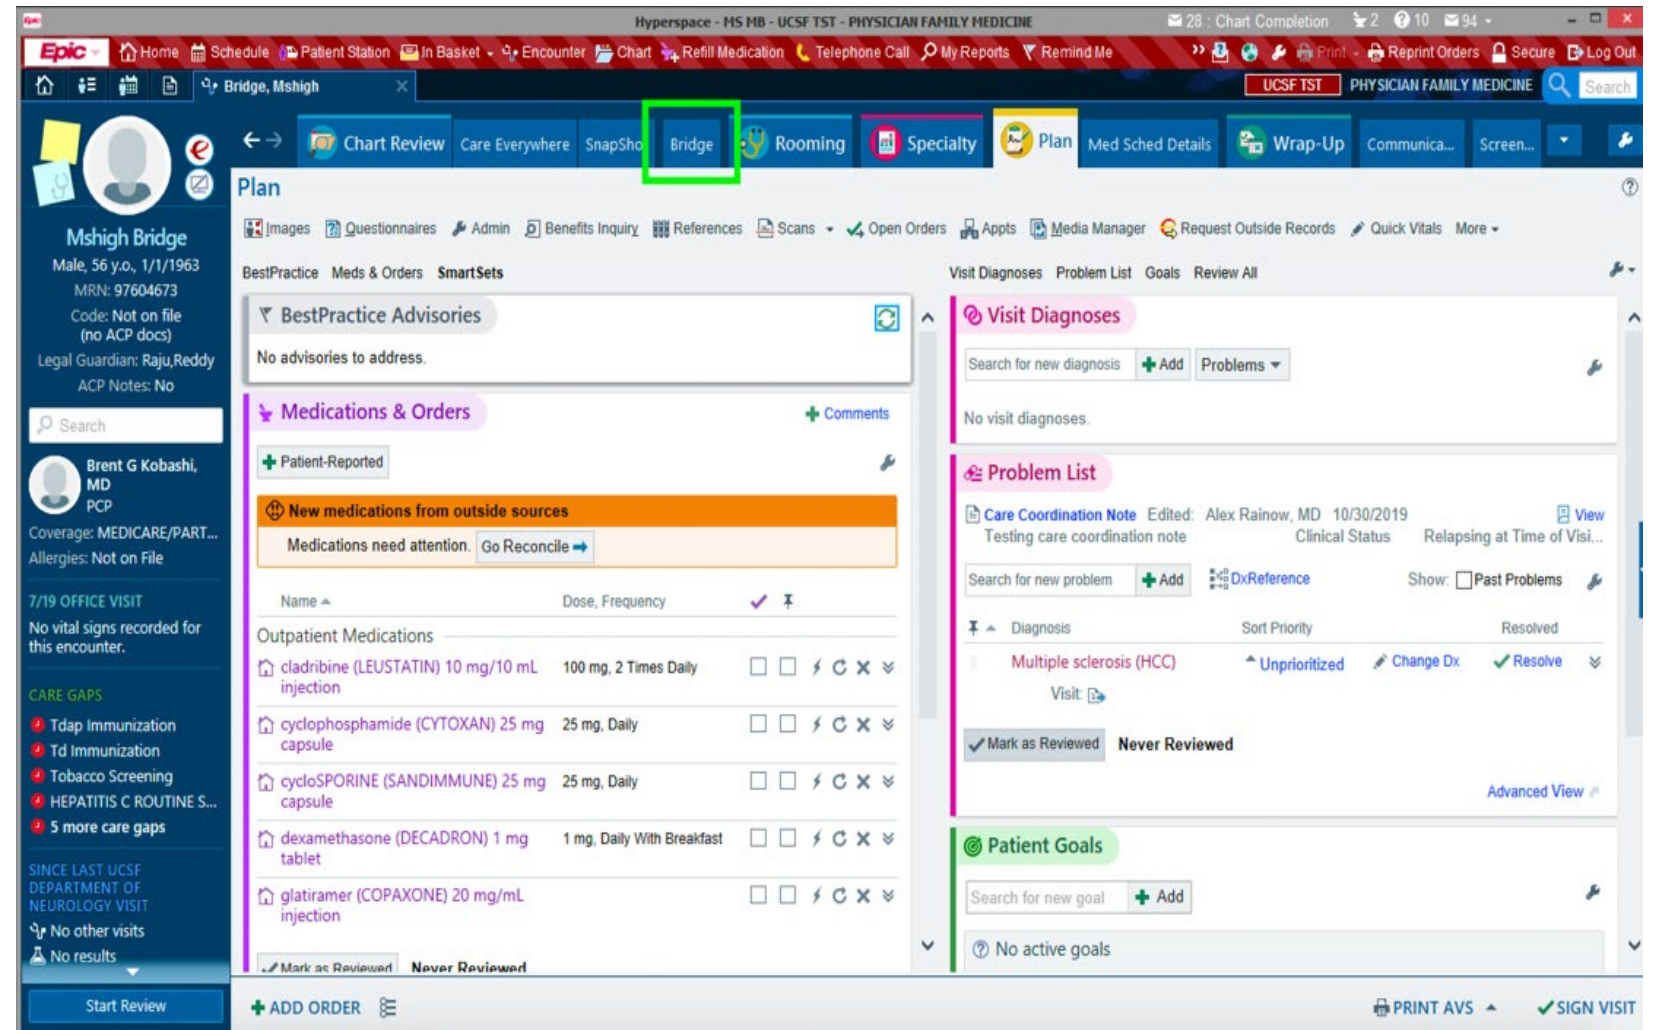 Epic
Hyperspace - MS MB - UCSF TST - PHYSICIAN FAMILY MEDICINE
28 : Chart Completion 2 10 94
Epic Home Schedule Patient Station In Basket Encounter Chart Refill Medication Telephone Call My Reports Remind Me Print Reprint Orders Secure Log Out
Bridge, Mshigh
UCSF TST PHYSICIAN FAMILY MEDICINE Search
Chart Review Care Everywhere SnapSho Bridge Rooming Specialty Plan Med Sched Details Wrap-Up Communica... Screen...
Mshigh Bridge
Male, 56 y.o., 1/1/1963
MRN: 97604673
Code: Not on file
(no ACP docs)
Legal Guardian: Raju,Reddy
ACP Notes: No
Search
Brent G Kobashi,
MD
PCP
Coverage: MEDICARE/PART...
Allergies: Not on File
7/19 OFFICE VISIT
No vital signs recorded for
this encounter.
CARE GAPS
Tdap Immunization
Td Immunization
Tobacco Screening
HEPATITIS C ROUTINE S...
5 more care gaps
SINCE LAST UCSF
DEPARTMENT OF
NEUROLOGY VISIT
No other visits
No results
Start Review
Plan
Images Questionnaires Admin Benefits Inquiry References Scans Open Orders Appts Media Manager Request Outside Records Quick Vitals More
BestPractice Meds & Orders SmartSets
BestPractice Advisories
No advisories to address.
Medications & Orders
Comments
Patient-Reported
New medications from outside sources
Medications need attention. Go Reconcile
Name Dose, Frequency
Outpatient Medications
cladribine (LEUSTATIN) 10 mg/10 mL 100 mg, 2 Times Daily
injection
cyclophosphamide (CYTOXAN) 25 mg 25 mg, Daily
capsule
cycloSPORINE (SANDIMMUNE) 25 mg 25 mg, Daily
capsule
dexamethasone (DECADRON) 1 mg 1 mg, Daily With Breakfast
tablet
glatiramer (COPAXONE) 20 mg/mL
injection
Mark as Reviewed Never Reviewed
Visit Diagnoses Problem List Goals Review All
Visit Diagnoses
Search for new diagnosis Add Problems
No visit diagnoses.
Problem List
Care Coordination Note Edited: Alex Rainow, MD 10/30/2019 View
Testing care coordination note Clinical Status Relapsing at Time of Visi...
Search for new problem Add DxReference Show: Past Problems
Diagnosis Sort Priority Resolved
Multiple sclerosis (HCC) Unprioritized Change Dx Resolve
Visit:
Mark as Reviewed Never Reviewed
Advanced View
Patient Goals
Search for new goal Add
No active goals
ADD ORDER
PRINT AVS SIGN VISIT